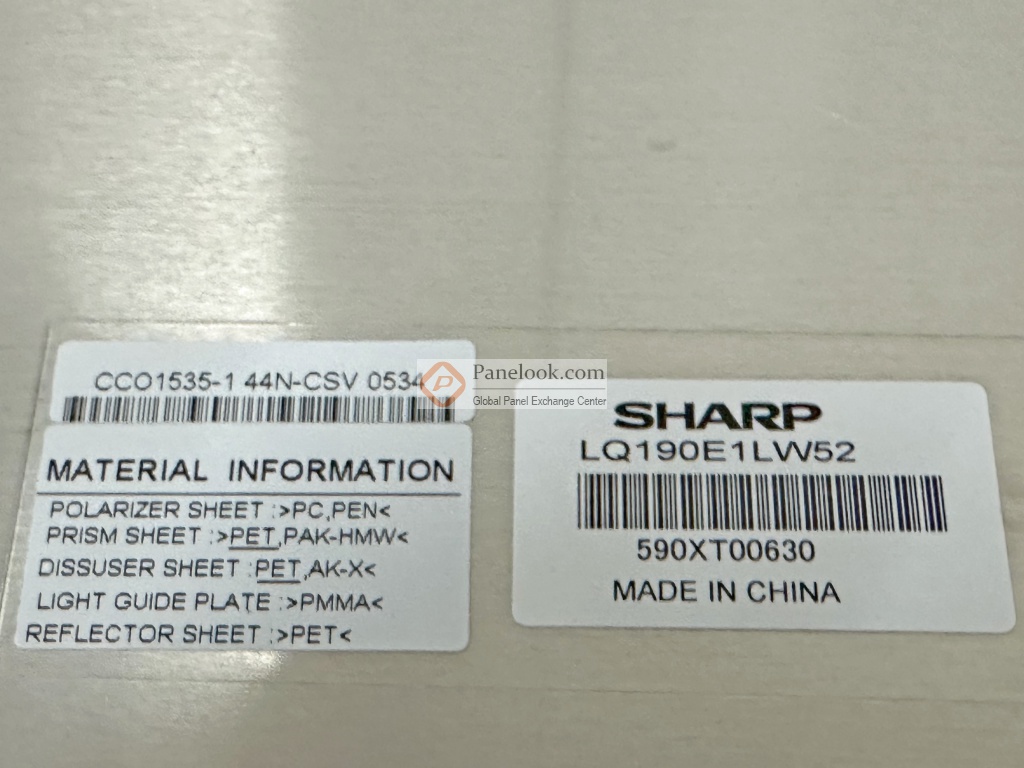 CCO1535-1 44N-CSV 0534
MATERIAL INFORMATION
POLARIZER SHEET :>PC,PEN<
PRISM SHEET :>PET,PAK-HMW<
DISSUSER SHEET :PET,AK-X<
LIGHT GUIDE PLATE :>PMMA<
REFLECTOR SHEET :>PET<
Panelook.com
Global Panel Exchange Center
SHARP
LQ190E1LW52
590XT00630
MADE IN CHINA